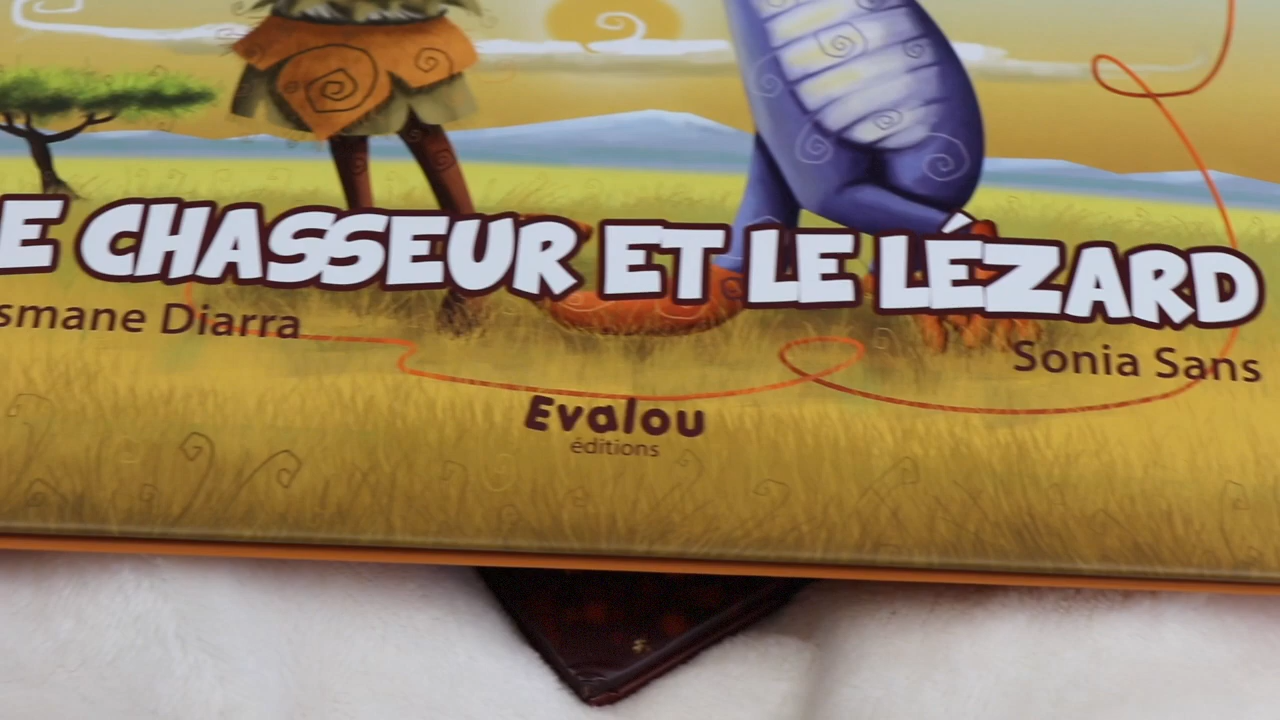 E CHASSEUR ET LE LÉZARD
smane Diarra
Sonia Sans
Evalou
éditions